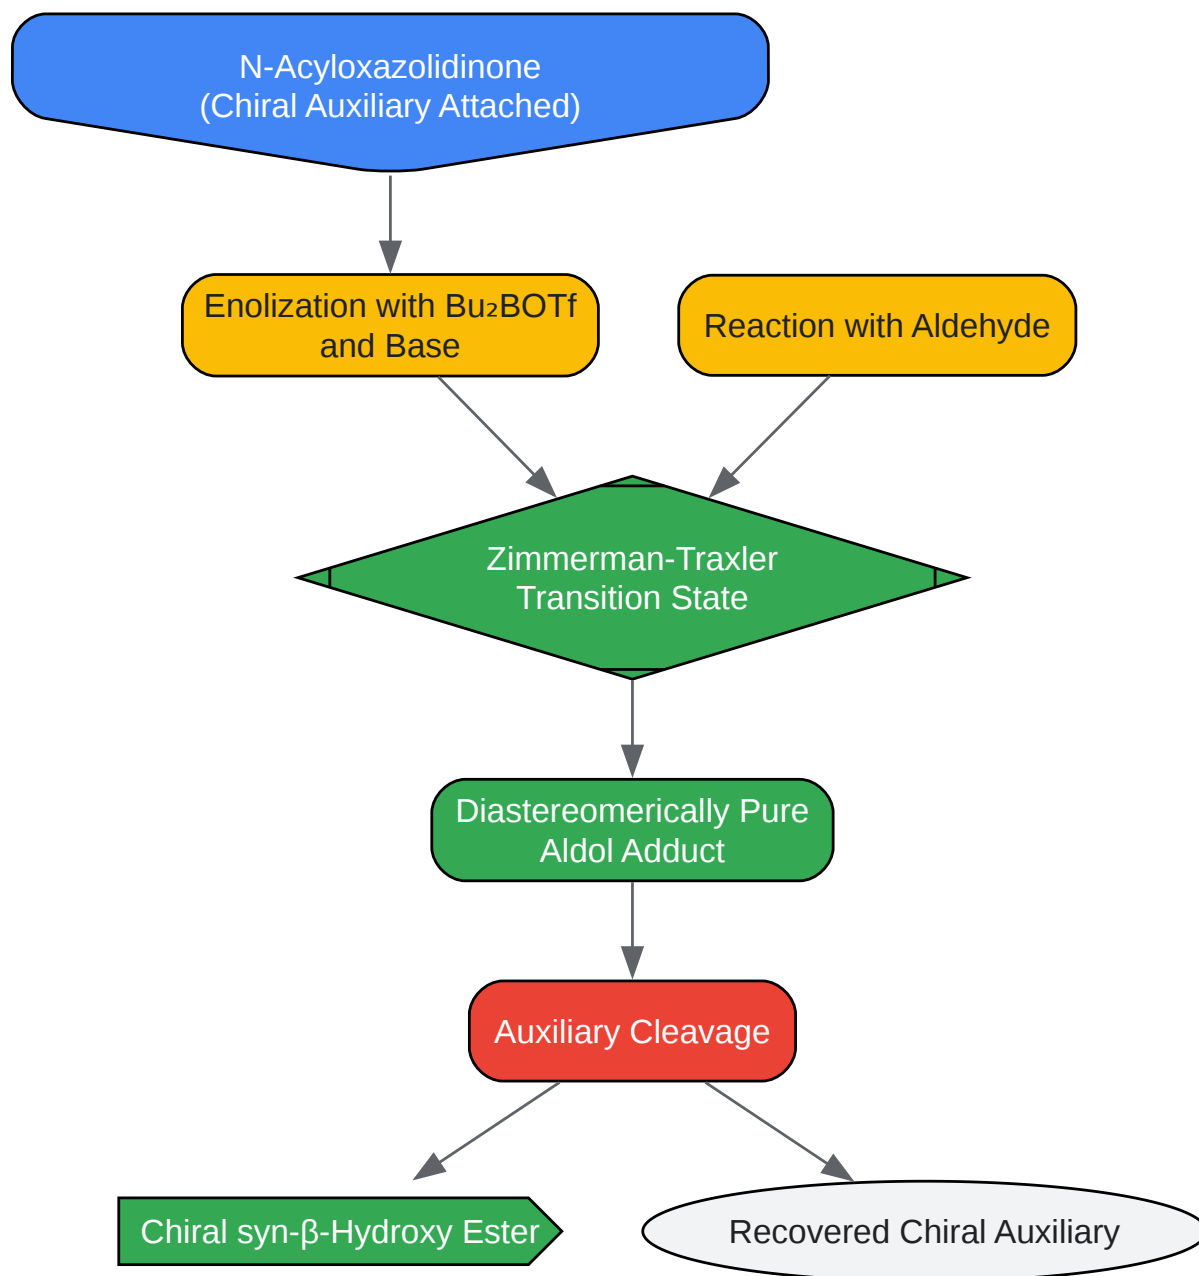 N-Acyloxazolidinone
(Chiral Auxiliary Attached)
Enolization with Bu₂BOTf
and Base
Reaction with Aldehyde
Zimmerman-Traxler
Transition State
Diastereomerically Pure
Aldol Adduct
Auxiliary Cleavage
Chiral syn-β-Hydroxy Ester
Recovered Chiral Auxiliary